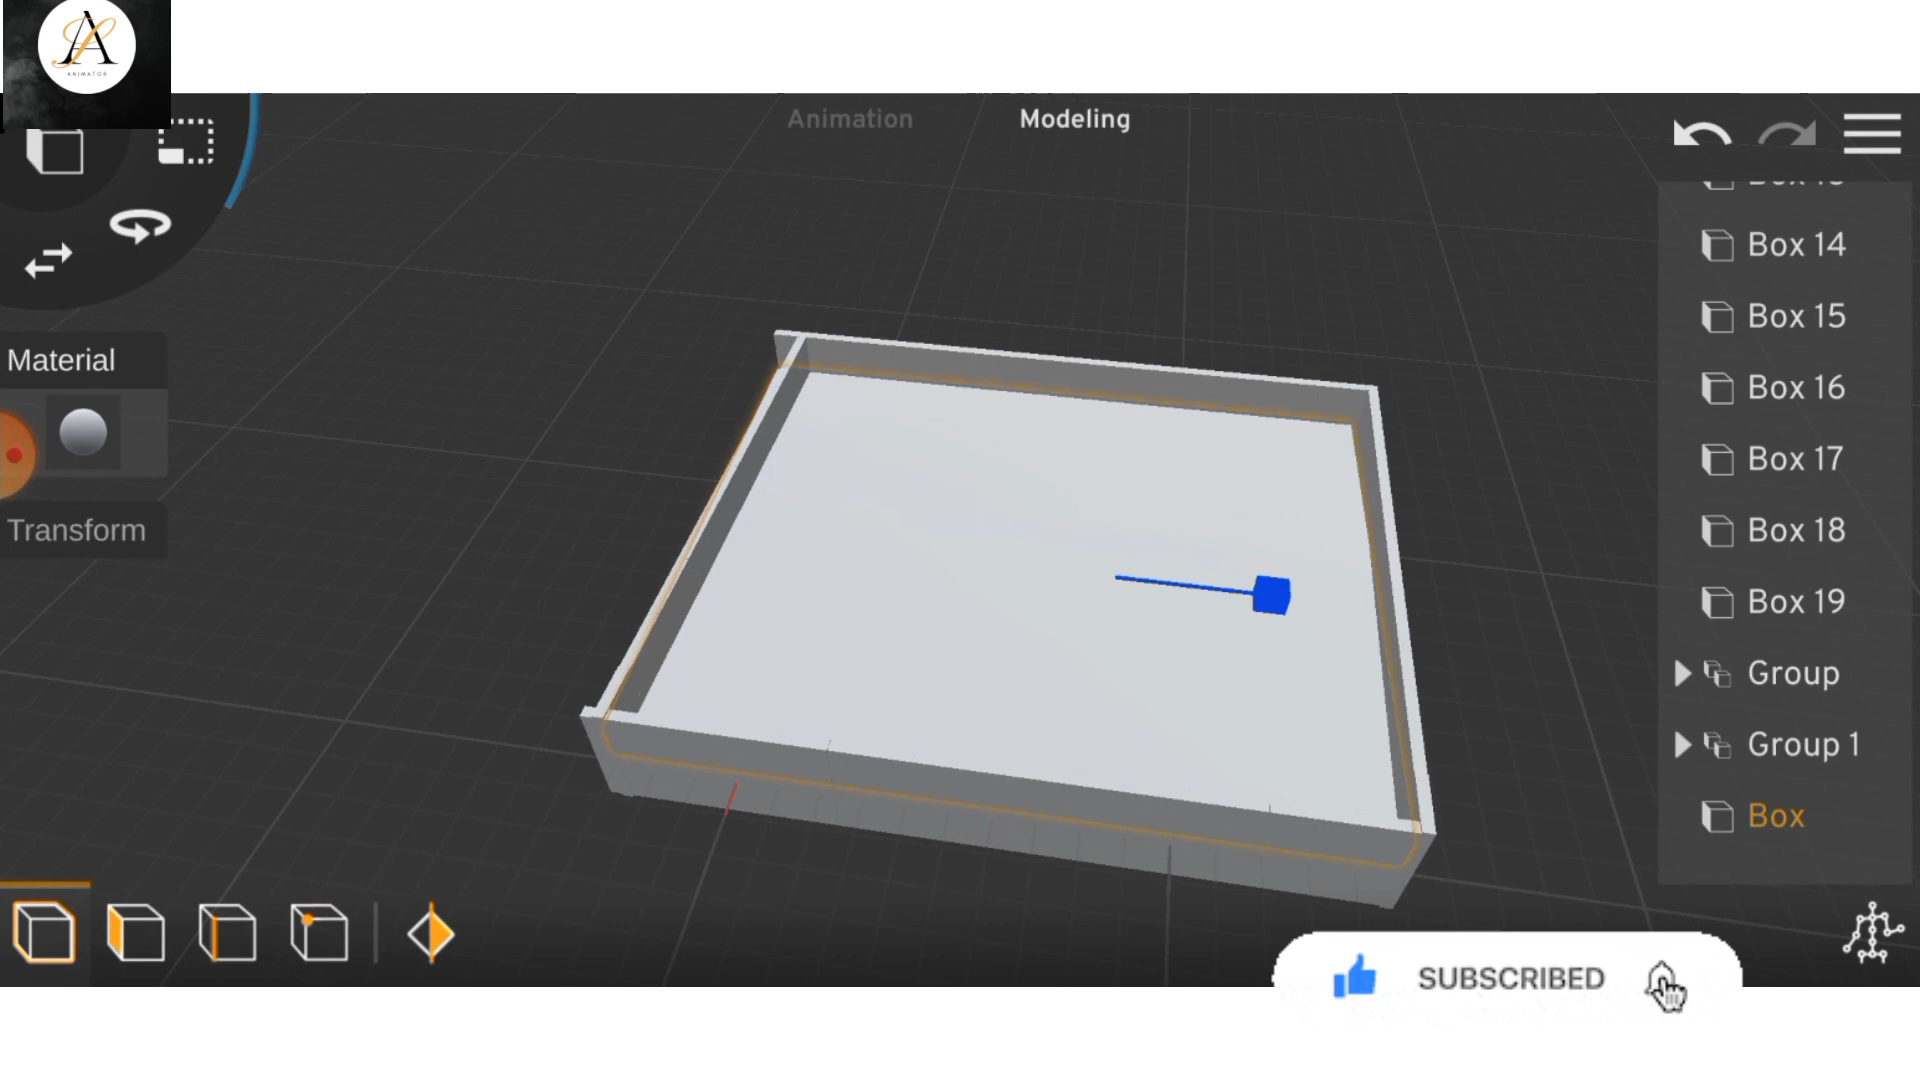 A
ANIMATOR
Animation
Modeling
Box 14
Box 15
Material
Box 16
Box 17
Transform
Box 18
Box 19
Group
Group 1
Box
SUBSCRIBED